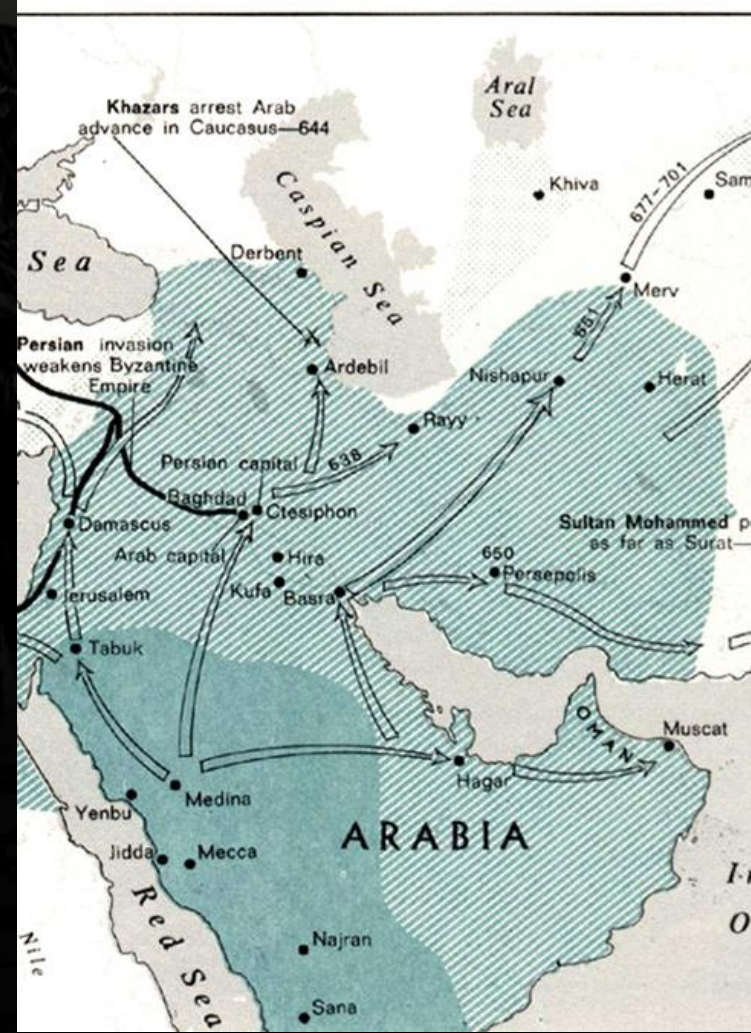 Aral
Sea
Khazars arrest Arab
advance in Caucasus—644
Khiva
677-701
Sam
Caspian Sea
Sea
Derbent
Merv
651
Persian invasion
weakens Byzantine
Empire
Ardebil
Nishapur
Herat
Rayy
638
Persian capital
Baghdad
Ctesiphon
Damascus
Sultan Mohammed p
as far as Surat—
Arab capital
Hira
650
Persepolis
Kufa
Basra
Jerusalem
Tabuk
OMAN
Muscat
Hagar
Medina
Yenbu
ARABIA
Jidda
Mecca
Red Sea
I
O
Nile
Najran
Sana